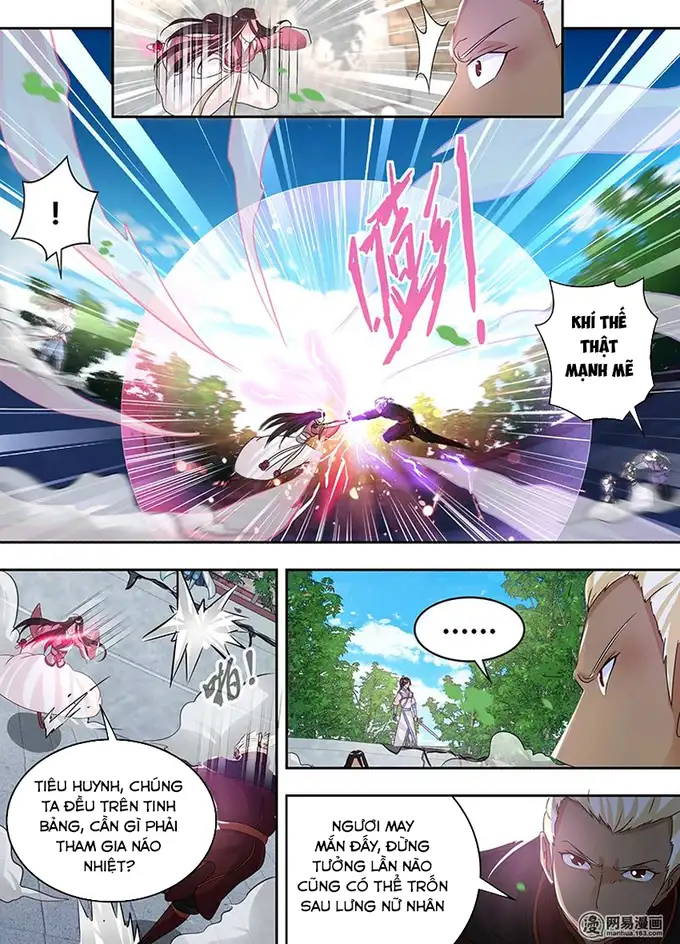 !
嘭!
KHÍ THẾ
THẬT
MẠNH MẼ
啪!
......
TIÊU HUYNH, CHÚNG
TA ĐỀU TRÊN TINH
BẢNG, CẦN GÌ PHẢI
THAM GIA NÁO
NHIỆT?
NGƯƠI MAY
MẮN ĐẤY, ĐỪNG
TƯỞNG LẦN NÀO
CŨNG CÓ THỂ TRỐN
SAU LƯNG NỮ NHÂN
网易漫画
manhua.163.com